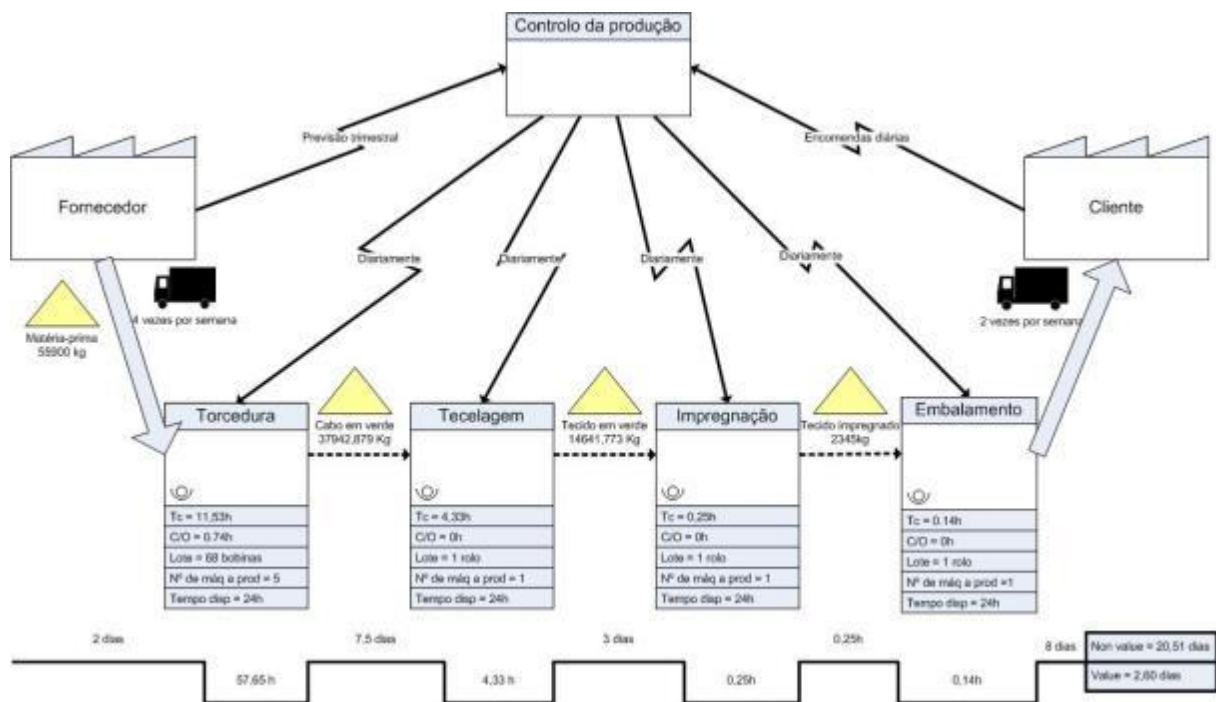 Controlo da produção
Previsão trimestral
Encomendas diárias
Fornecedor
Cliente
Diariamente
Diariamente
Diariamente
Diariamente
4 vezes por semana
2 vezes por semana
Matéria-prima
55900 kg
Torcedura
Cabo em verde
37942,879 Kg
Tecelagem
Tecido em verde
14641,773 Kg
Impregnação
Tecido impregnado
2345kg
Embalamento
Tc = 11,53h
C/O = 0.74h
Lote = 68 bobinas
Nº de máq a prod = 5
Tempo disp = 24h
Tc = 4,33h
C/O = 0h
Lote = 1 rolo
Nº de máq a prod = 1
Tempo disp = 24h
Tc = 0,25h
C/O = 0h
Lote = 1 rolo
Nº de máq a prod = 1
Tempo disp = 24h
Tc = 0.14h
C/O = 0h
Lote = 1 rolo
Nº de máq a prod =1
Tempo disp = 24h
2 dias
7,5 dias
3 dias
0,25h
8 dias
Non value = 20,51 dias
57,65 h
4,33 h
0,25h
0,14h
Value = 2,60 dias